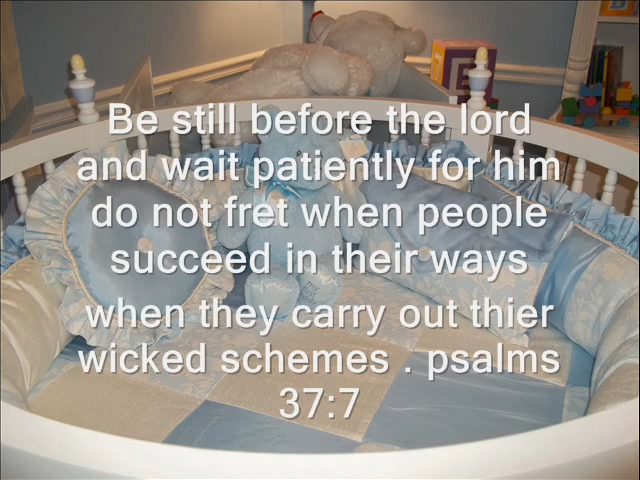 Be still before the lord
and wait patiently for him
do not fret when people
succeed in their ways
when they carry out thier
wicked schemes . psalms
37:7